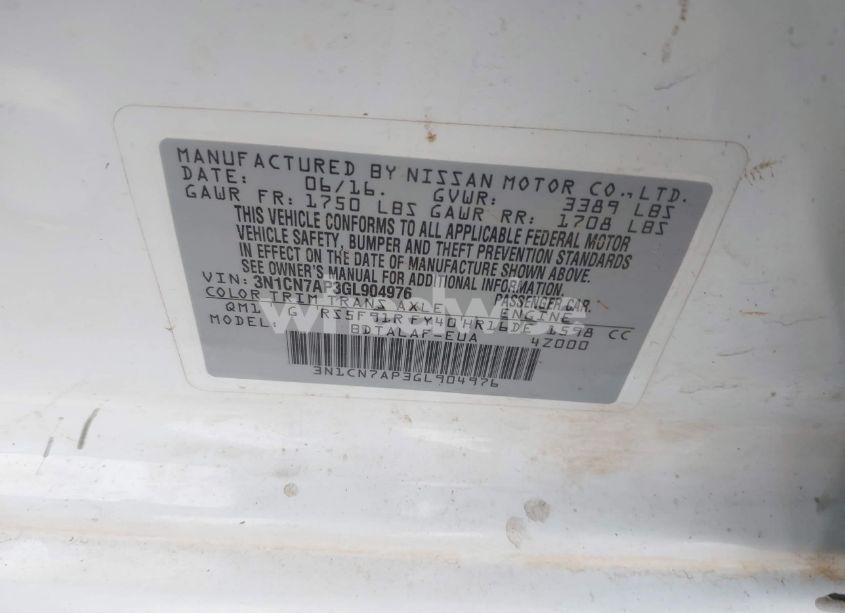 MANUFACTURED BY NISSAN MOTOR CO., LTD.
DATE: 06/16. GVWR: 3389 LBS
GAWR FR: 1750 LBS GAWR RR: 1708 LBS
THIS VEHICLE CONFORMS TO ALL APPLICABLE FEDERAL MOTOR
VEHICLE SAFETY, BUMPER AND THEFT PREVENTION STANDARDS
IN EFFECT ON THE DATE OF MANUFACTURE SHOWN ABOVE.
SEE OWNER'S MANUAL FOR ADDITIONAL INFORMATION.
VIN: 3N1CN7AP3GL904976 PASSENGER CAR
COLOR TRIM TRANS AXLE ENGINE
QM1 G RS5F91R FY40 HR16DE 1598 CC
MODEL: BDTALAF-EUA 4Z000
3N1CN7AP3GL904976